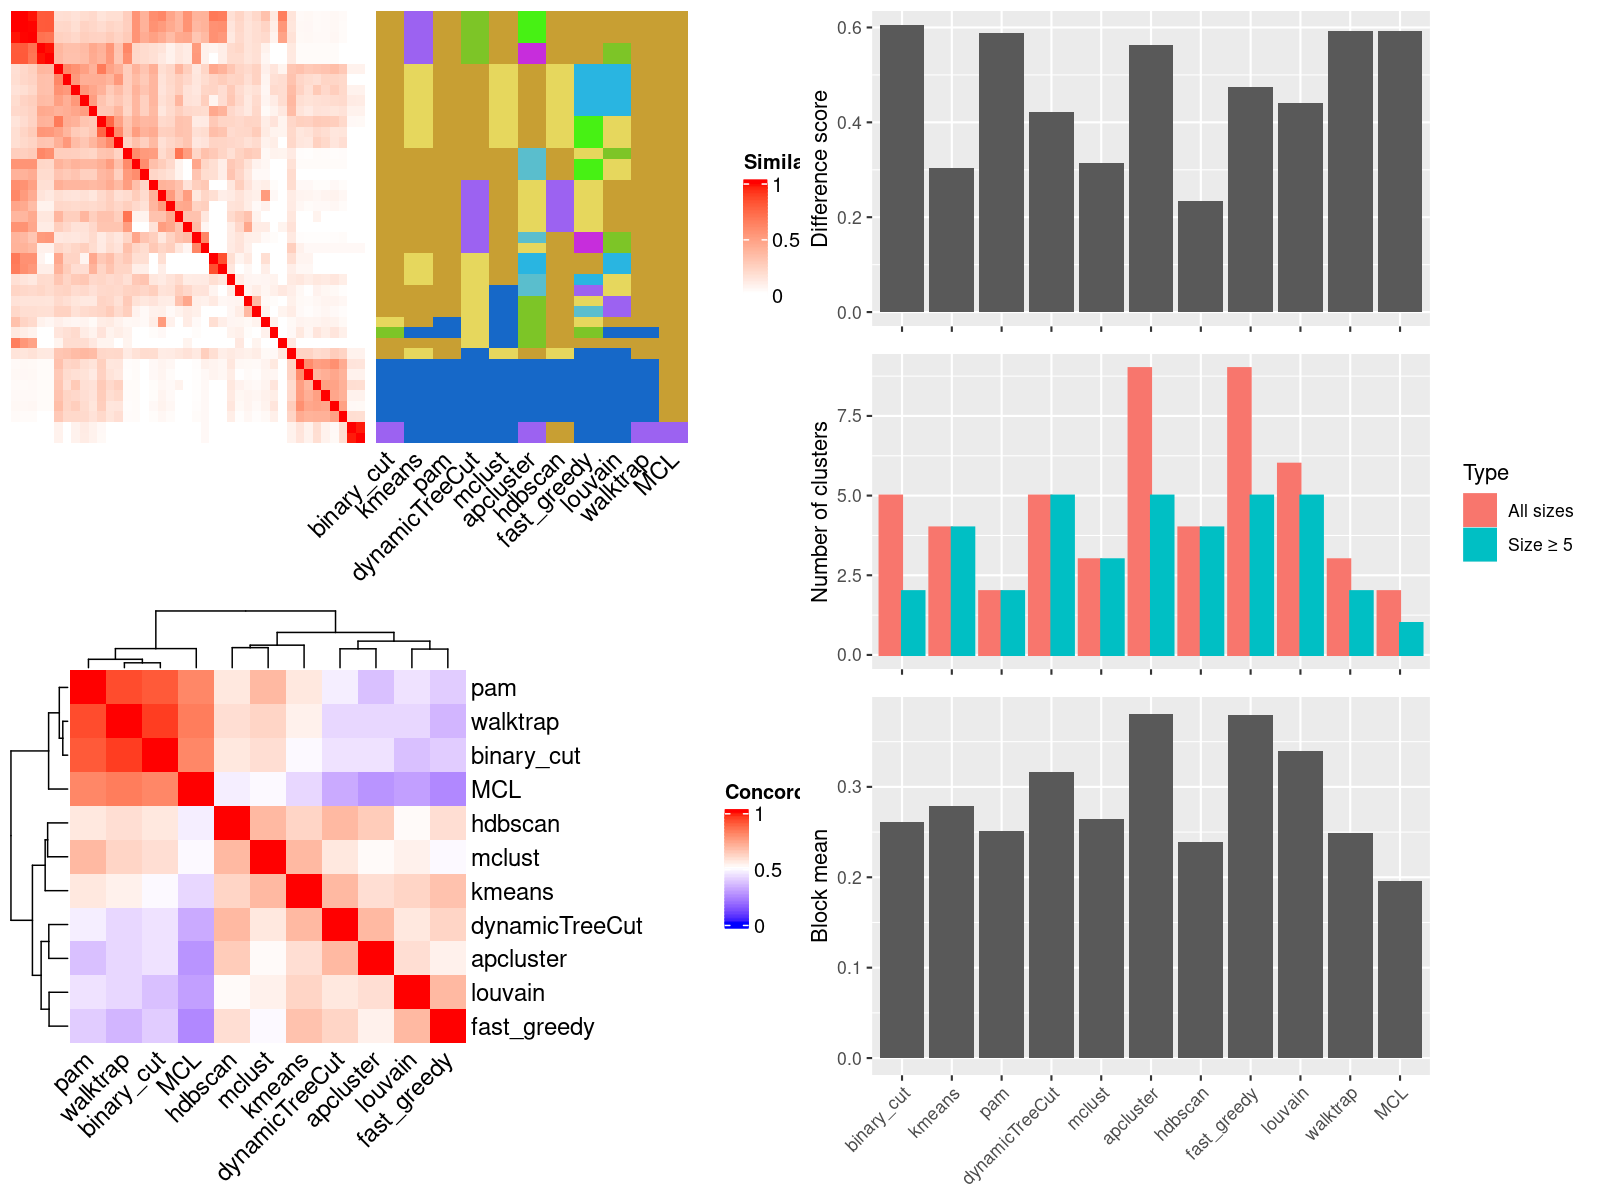 Simila
1
0.5
0
binary_cut
kmeans
pam
dynamicTreeCut
mclust
apcluster
hdbscan
fast_greedy
louvain
walktrap
MCL
pam
walktrap
binary_cut
MCL
hdbscan
mclust
kmeans
dynamicTreeCut
apcluster
louvain
fast_greedy
pam
walktrap
binary_cut
MCL
hdbscan
mclust
kmeans
dynamicTreeCut
apcluster
louvain
fast_greedy
Concord
1
0.5
0
Difference score
0.6
0.4
0.2
0.0
Number of clusters
7.5
5.0
2.5
0.0
Type
All sizes
Size ≥ 5
Block mean
0.3
0.2
0.1
0.0
binary_cut
kmeans
pam
dynamicTreeCut
mclust
apcluster
hdbscan
fast_greedy
louvain
walktrap
MCL